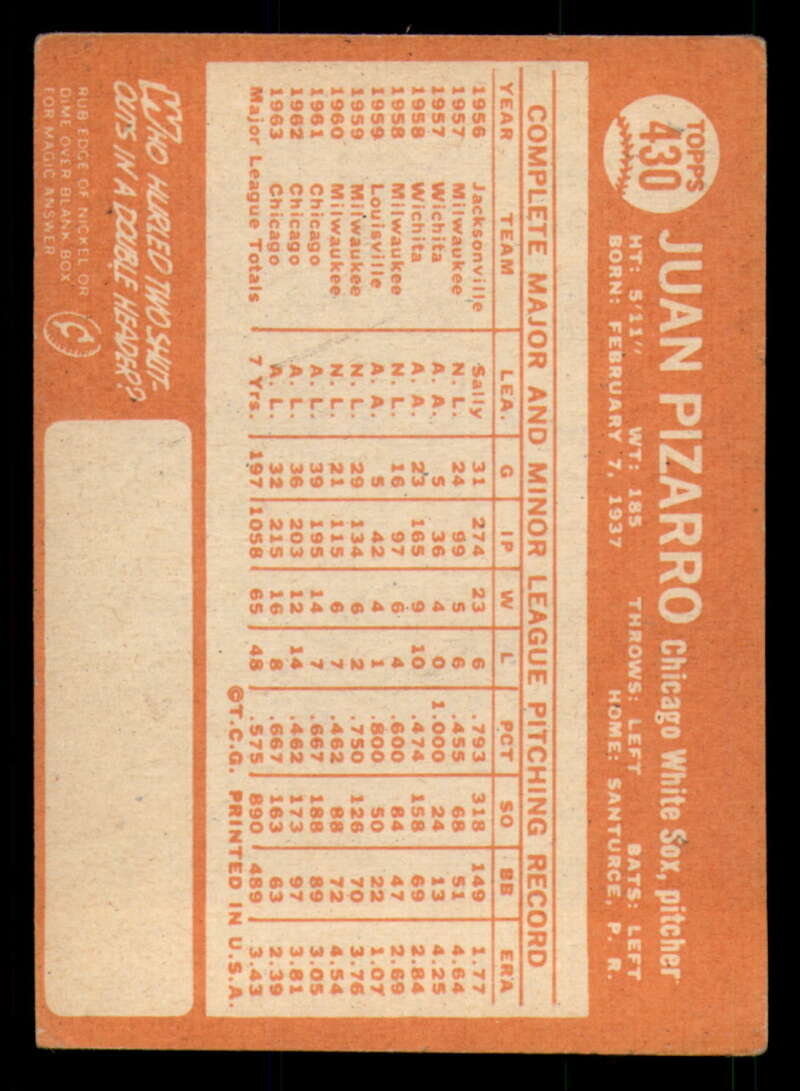 TOPPS
430
JUAN PIZARRO Chicago White Sox, pitcher
HT: 5'11" WT: 185 THROWS: LEFT BATS: LEFT
BORN: FEBRUARY 7, 1937 HOME: SANTURCE, P. R.
COMPLETE MAJOR AND MINOR LEAGUE PITCHING RECORD
YEAR TEAM LEA. G IP W L PCT SO BB ERA
1956 Jacksonville Sally 31 274 23 6 .793 318 149 1.77
1957 Milwaukee N. L. 24 99 5 6 .455 68 51 4.64
1957 Wichita A. A. 5 36 4 0 1.000 24 13 4.25
1958 Wichita A. A. 23 165 9 10 .474 158 69 2.84
1958 Milwaukee N. L. 16 97 6 4 .600 84 47 2.69
1959 Louisville A. A. 5 42 4 1 .800 50 22 1.07
1959 Milwaukee N. L. 29 134 6 2 .750 126 70 3.76
1960 Milwaukee N. L. 21 115 6 7 .462 88 72 4.54
1961 Chicago A. L. 39 195 14 7 .667 188 89 3.05
1962 Chicago A. L. 36 203 12 14 .462 173 97 3.81
1963 Chicago A. L. 32 215 16 8 .667 163 63 2.39
Major League Totals 7 Yrs. 197 1058 65 48 .575 890 489 3.43
©T.C.G. PRINTED IN U.S.A.
WHO HURLED TWO SHUT-
OUTS IN A DOUBLE HEADER?
RUB EDGE OF NICKEL OR
DIME OVER BLANK BOX
FOR MAGIC ANSWER